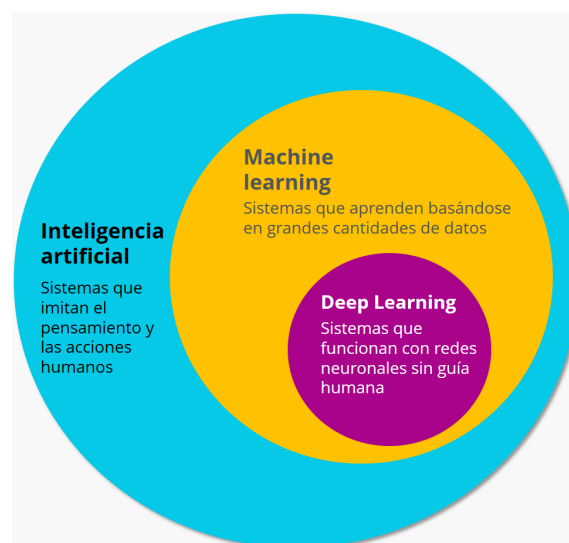 Machine
learning
Sistemas que aprenden basándose
en grandes cantidades de datos
Inteligencia
artificial
Sistemas que
imitan el
pensamiento y
las acciones
humanos
Deep Learning
Sistemas que
funcionan con redes
neuronales sin guía
humana